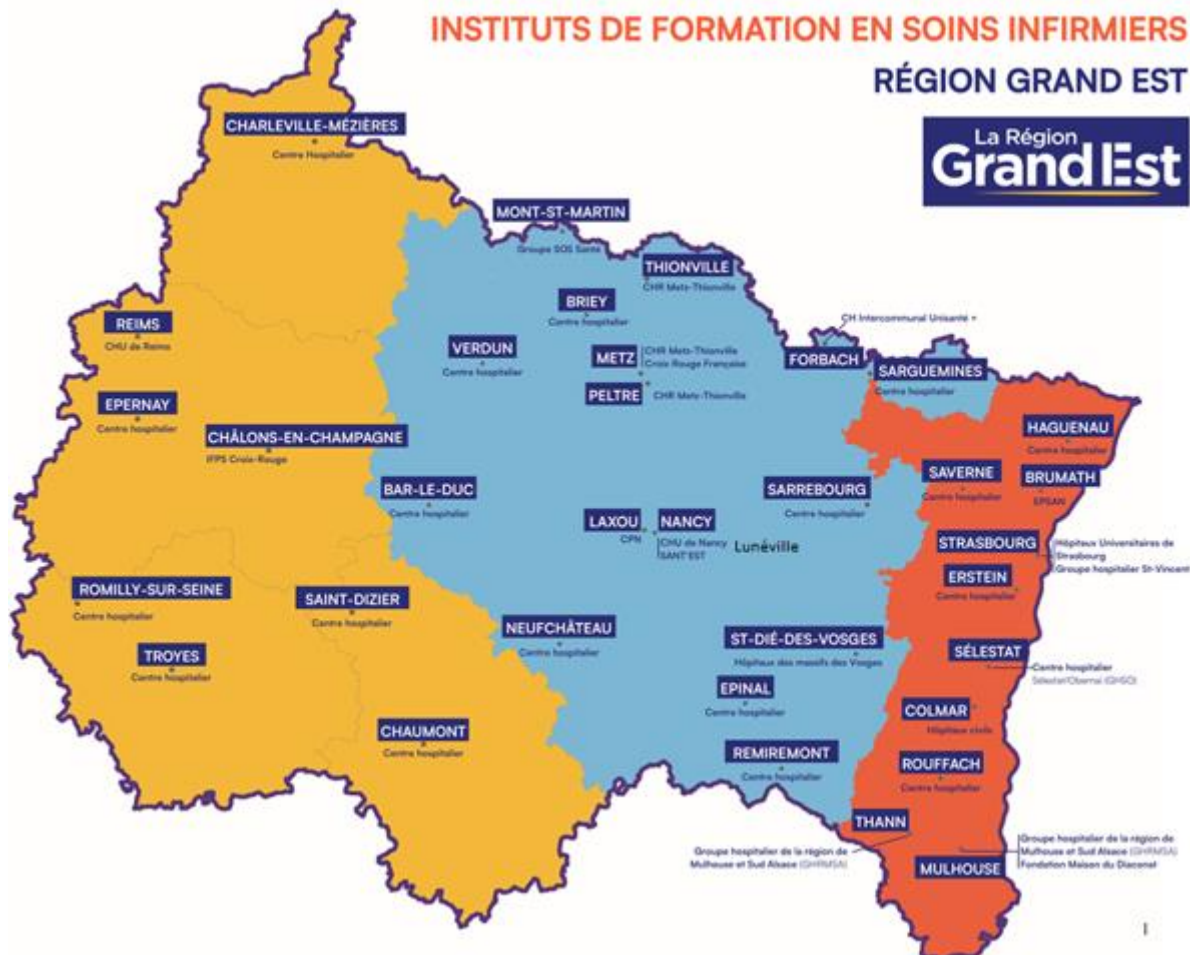 INSTITUTS DE FORMATION EN SOINS INFIRMIERS
RÉGION GRAND EST
La Région
Grand Est
CHARLEVILLE-MÉZIÈRES
Centre Hospitalier
MONT-ST-MARTIN
Groupe SOS Santé
THIONVILLE
CHR Metz-Thionville
BRIEY
Centre hospitalier
REIMS
CHU de Reims
VERDUN
Centre hospitalier
METZ
CHR Metz-Thionville
Croix Rouge Française
PELTRE
CHR Metz-Thionville
CH Intercommunal Unisanté +
FORBACH
SARGUEMINES
Centre hospitalier
EPERNAY
Centre hospitalier
CHÂLONS-EN-CHAMPAGNE
IFPS Croix-Rouge
HAGUENAU
Centre hospitalier
BAR-LE-DUC
Centre hospitalier
SARREBOURG
Centre hospitalier
SAVERNE
Centre hospitalier
BRUMATH
EPSAN
LAXOU
CPN
NANCY
CHU de Nancy
SANT'EST
Lunéville
STRASBOURG
Hôpitaux Universitaires de
Strasbourg
Groupe hospitalier St-Vincent
ERSTEIN
Centre hospitalier
ROMILLY-SUR-SEINE
Centre hospitalier
SAINT-DIZIER
Centre hospitalier
NEUFCHÂTEAU
Centre hospitalier
ST-DIÉ-DES-VOSGES
Hôpitaux des massifs des Vosges
TROYES
Centre hospitalier
SÉLESTAT
Centre hospitalier
Sélestat/Obernai (GHSO)
EPINAL
Centre hospitalier
COLMAR
Hôpitaux civils
CHAUMONT
Centre hospitalier
REMIREMONT
Centre hospitalier
ROUFFACH
Centre hospitalier
THANN
Groupe hospitalier de la région de
Mulhouse et Sud Alsace (GHRMSA)
MULHOUSE
Groupe hospitalier de la région de
Mulhouse et Sud Alsace (GHRMSA)
Fondation Maison du Diaconat
1